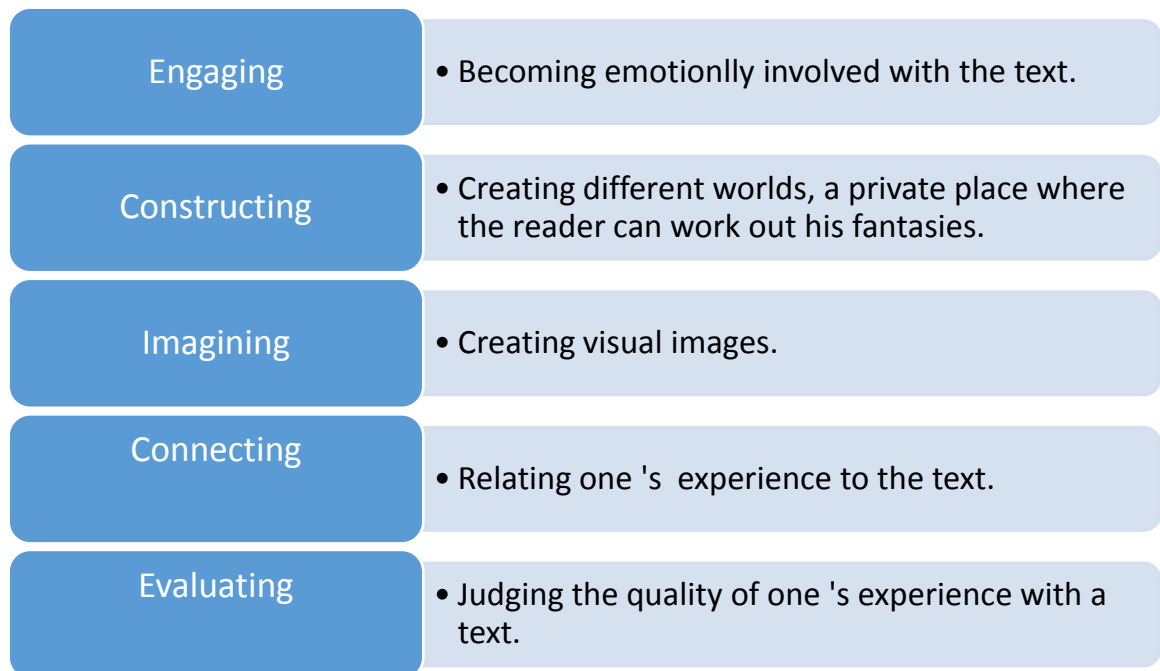 Engaging
• Becoming emotionlly involved with the text.
Constructing
• Creating different worlds, a private place where
the reader can work out his fantasies.
Imagining
• Creating visual images.
Connecting
• Relating one 's  experience to the text.
Evaluating
• Judging the quality of one 's experience with a
text.